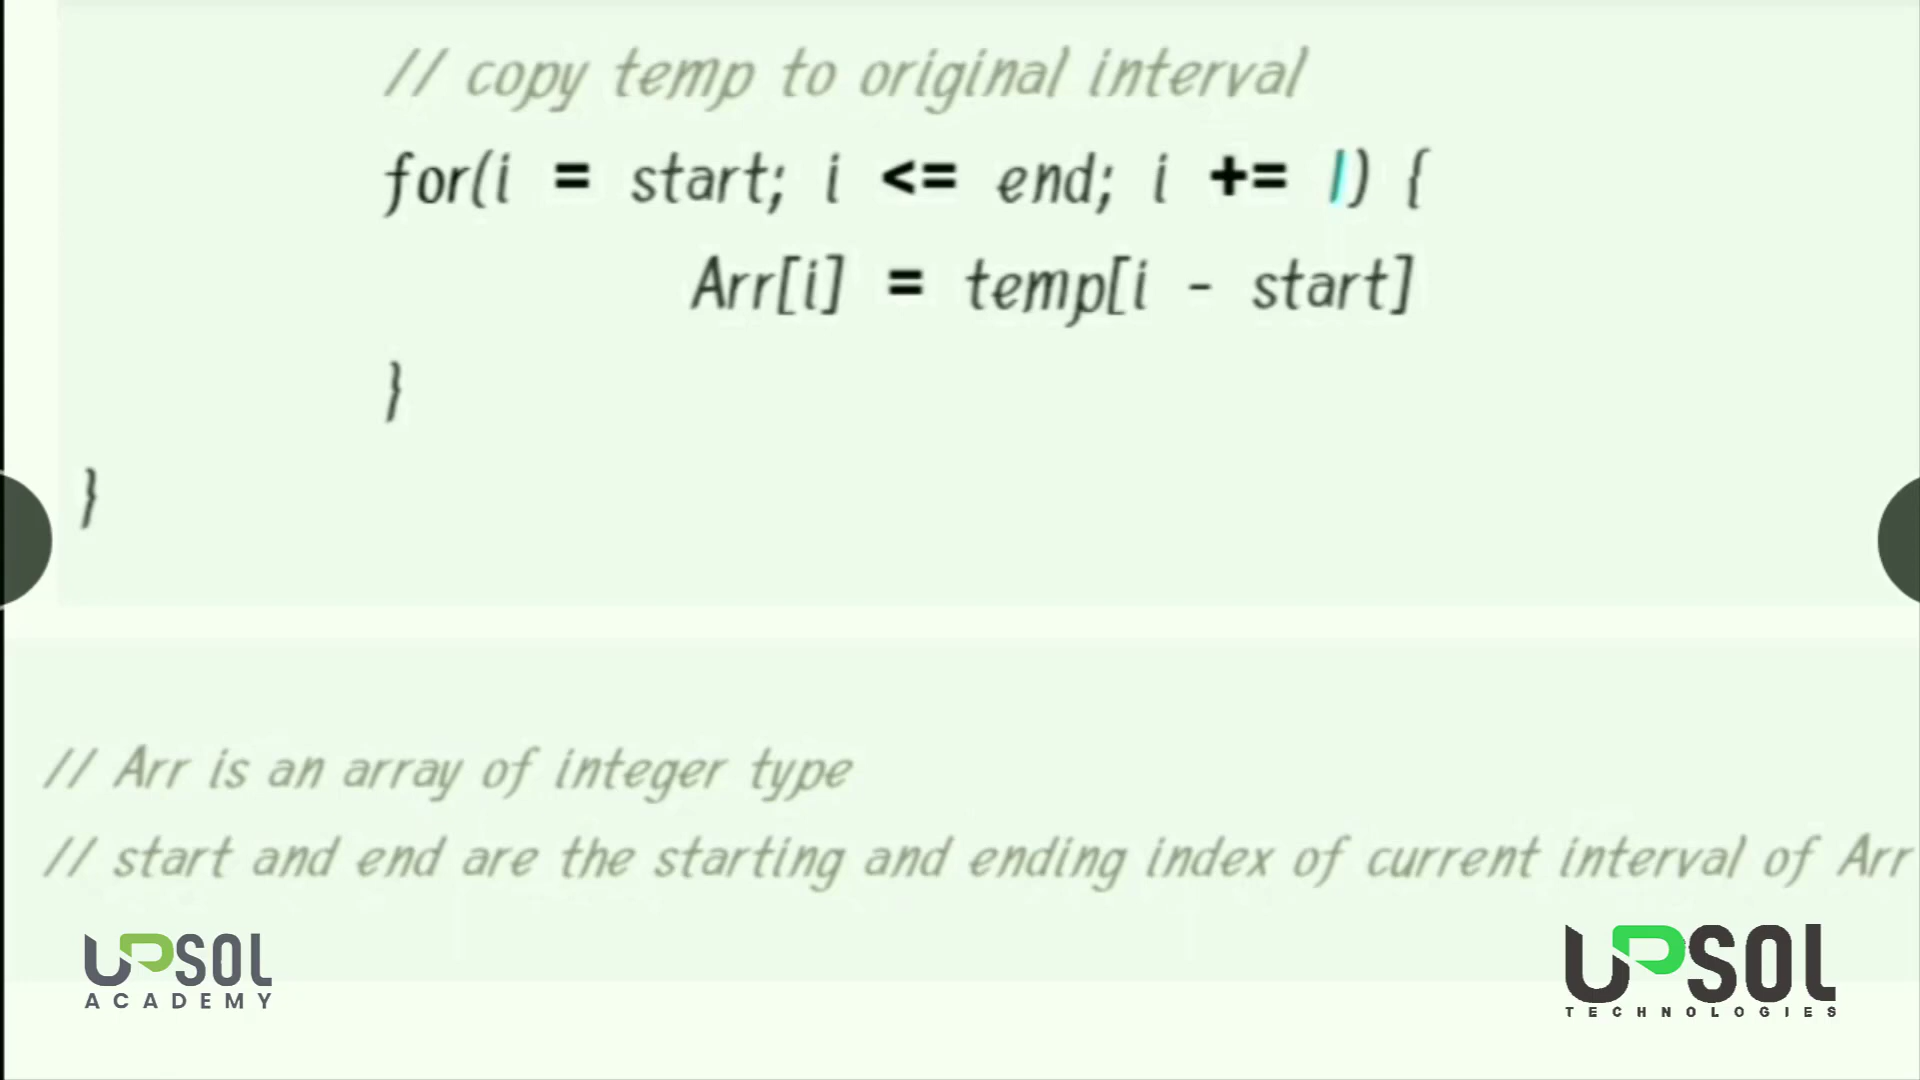 // copy temp to original interval
for(i = start; i <= end; i += 1) {
Arr[i] = temp[i - start]
}
}
// Arr is an array of integer type
// start and end are the starting and ending index of current interval of Arr
UPSOL
ACADEMY
UPSOL
TECHNOLOGIES